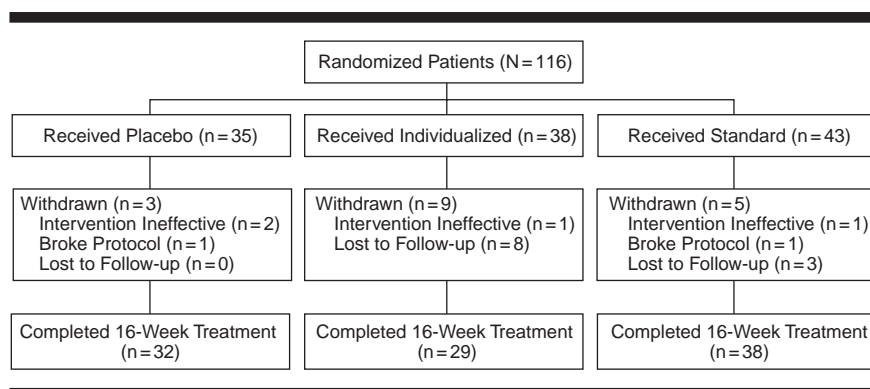 Randomized Patients (N=116)
Received Placebo (n=35)
Received Individualized (n=38)
Received Standard (n=43)
Withdrawn (n=3)
Intervention Ineffective (n=2)
Broke Protocol (n=1)
Lost to Follow-up (n=0)
Withdrawn (n=9)
Intervention Ineffective (n=1)
Lost to Follow-up (n=8)
Withdrawn (n=5)
Intervention Ineffective (n=1)
Broke Protocol (n=1)
Lost to Follow-up (n=3)
Completed 16-Week Treatment
(n=32)
Completed 16-Week Treatment
(n=29)
Completed 16-Week Treatment
(n=38)